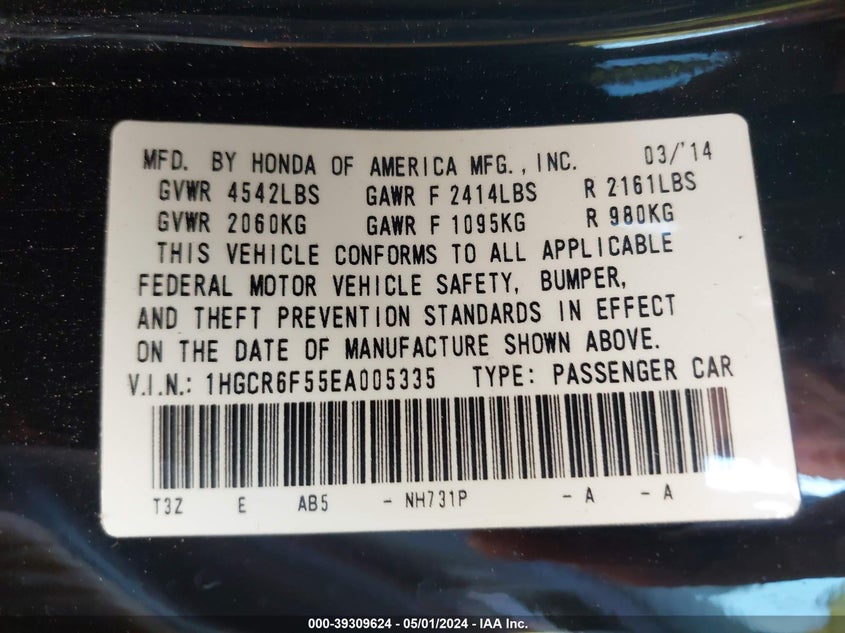 MFD. BY HONDA OF AMERICA MFG., INC. 03/'14
GVWR 4542LBS GAWR F 2414LBS R 2161LBS
GVWR 2060KG GAWR F 1095KG R 980KG
THIS VEHICLE CONFORMS TO ALL APPLICABLE
FEDERAL MOTOR VEHICLE SAFETY, BUMPER,
AND THEFT PREVENTION STANDARDS IN EFFECT
ON THE DATE OF MANUFACTURE SHOWN ABOVE.
V.I.N.: 1HGCR6F55EA005335 TYPE: PASSENGER CAR
T3Z E AB5 - NH731P - A - A
000-39309624 - 05/01/2024 - IAA Inc.